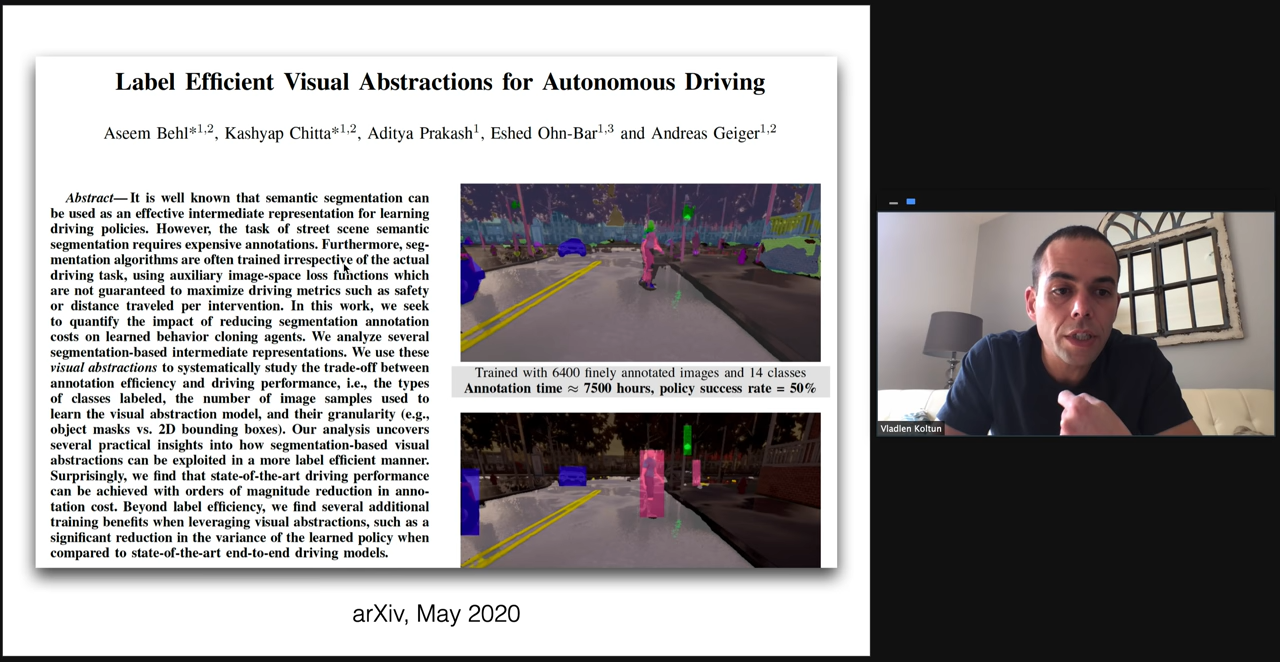 Label Efficient Visual Abstractions for Autonomous Driving
Aseem Behl*1,2, Kashyap Chitta*1,2, Aditya Prakash1, Eshed Ohn-Bar1,3 and Andreas Geiger1,2
Abstract— It is well known that semantic segmentation can
be used as an effective intermediate representation for learning
driving policies. However, the task of street scene semantic
segmentation requires expensive annotations. Furthermore, seg-
mentation algorithms are often trained irrespective of the actual
driving task, using auxiliary image-space loss functions which
are not guaranteed to maximize driving metrics such as safety
or distance traveled per intervention. In this work, we seek
to quantify the impact of reducing segmentation annotation
costs on learned behavior cloning agents. We analyze several
segmentation-based intermediate representations. We use these
visual abstractions to systematically study the trade-off between
annotation efficiency and driving performance, i.e., the types
of classes labeled, the number of image samples used to
learn the visual abstraction model, and their granularity (e.g.,
object masks vs. 2D bounding boxes). Our analysis uncovers
several practical insights into how segmentation-based visual
abstractions can be exploited in a more label efficient manner.
Surprisingly, we find that state-of-the-art driving performance
can be achieved with orders of magnitude reduction in anno-
tation cost. Beyond label efficiency, we find several additional
training benefits when leveraging visual abstractions, such as a
significant reduction in the variance of the learned policy when
compared to state-of-the-art end-to-end driving models.
Trained with 6400 finely annotated images and 14 classes
Annotation time ≈ 7500 hours, policy success rate = 50%
arXiv, May 2020
Vladlen Koltun